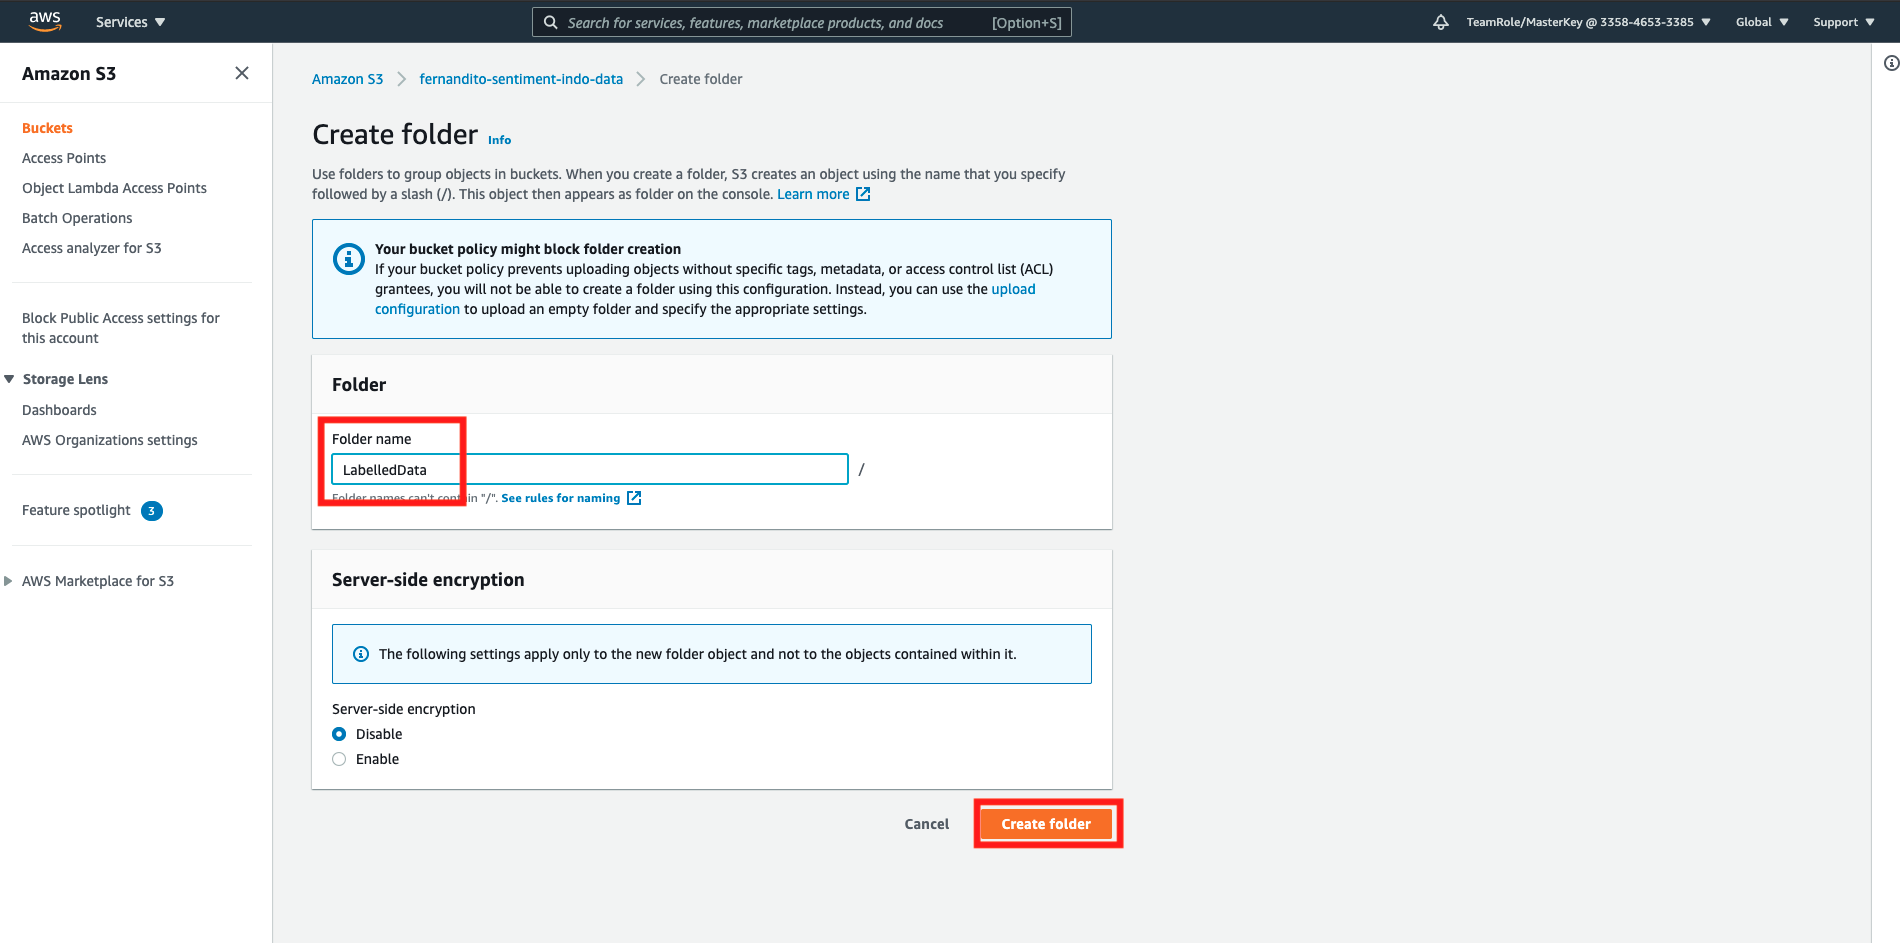 aws
Services
Search for services, features, marketplace products, and docs
[Option+S]
TeamRole/MasterKey @ 3358-4653-3385
Global
Support
Amazon S3
Buckets
Access Points
Object Lambda Access Points
Batch Operations
Access analyzer for S3
Block Public Access settings for
this account
Storage Lens
Dashboards
AWS Organizations settings
Feature spotlight 3
AWS Marketplace for S3
Amazon S3
fernandito-sentiment-indo-data
Create folder
Create folder Info
Use folders to group objects in buckets. When you create a folder, S3 creates an object using the name that you specify
followed by a slash (/). This object then appears as folder on the console. Learn more
Your bucket policy might block folder creation
If your bucket policy prevents uploading objects without specific tags, metadata, or access control list (ACL)
grantees, you will not be able to create a folder using this configuration. Instead, you can use the upload
configuration to upload an empty folder and specify the appropriate settings.
Folder
Folder name
LabelledData /
Folder names can't contain "/". See rules for naming
Server-side encryption
The following settings apply only to the new folder object and not to the objects contained within it.
Server-side encryption
Disable
Enable
Cancel
Create folder